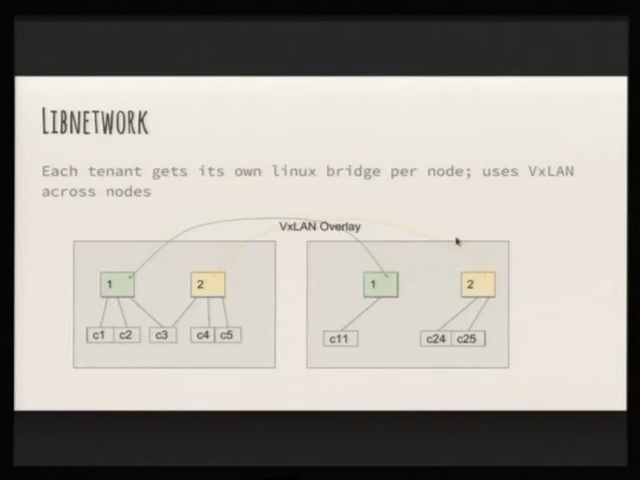 LIBNETWORK
Each tenant gets its own linux bridge per node; uses VxLAN
across nodes
VxLAN Overlay
1 2 1 2
c1 c2 c3 c4 c5 c11 c24 c25